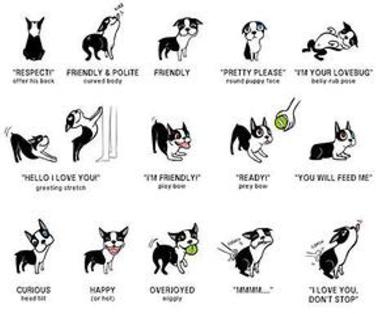 "RESPECT!"
offer his back
FRIENDLY & POLITE
curved body
FRIENDLY
"PRETTY PLEASE"
round puppy face
"I'M YOUR LOVEBUG"
belly-rub pose
"HELLO I LOVE YOU!"
greeting stretch
"I'M FRIENDLY!"
play bow
"READY!"
prey bow
"YOU WILL FEED ME"
CURIOUS
head tilt
HAPPY
(or hot)
OVERJOYED
wiggly
"MMMM...."
"I LOVE YOU,
DON'T STOP"